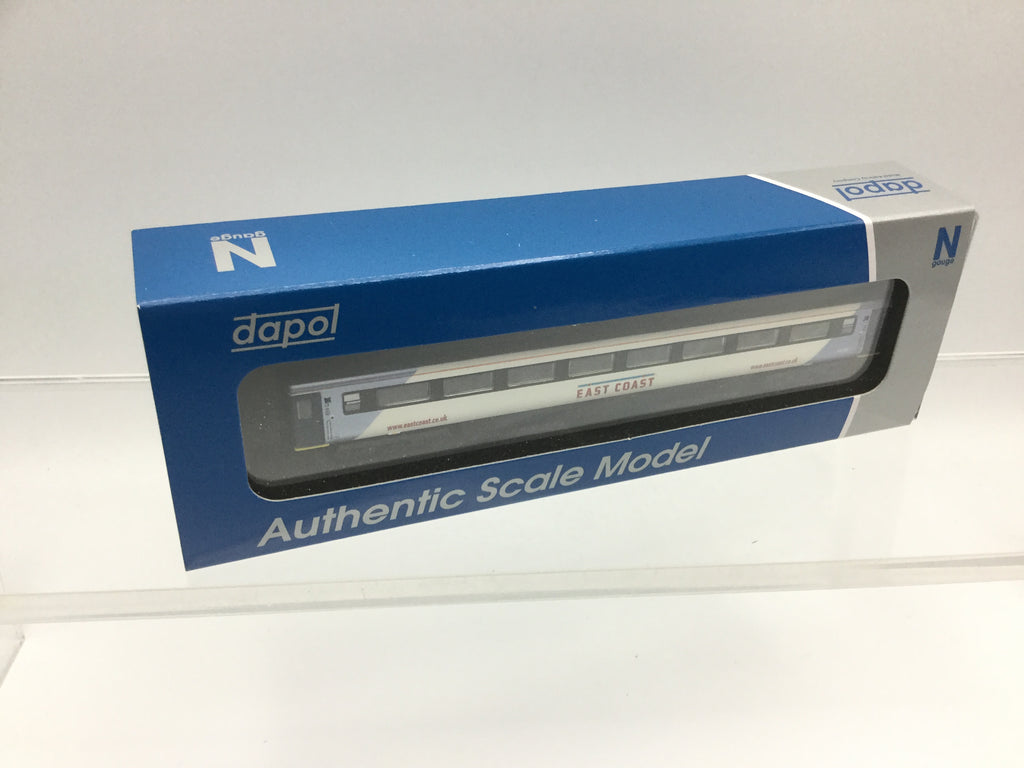 N
gauge
dapol
N
gauge
dapol
EAST COAST
www.eastcoast.co.uk
www.eastcoast.co.uk
Authentic Scale Model